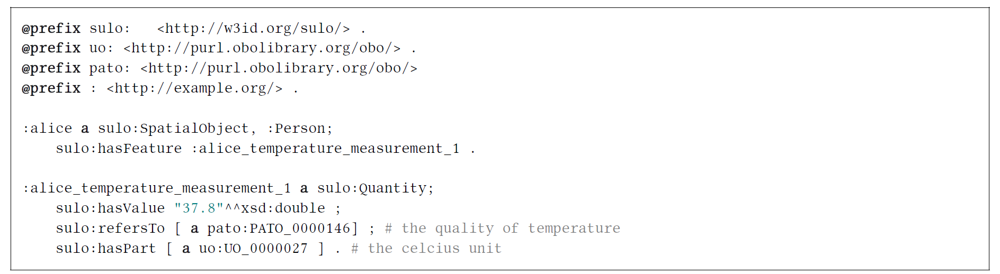 @prefix sulo:   <http://w3id.org/sulo/> .
@prefix uo: <http://purl.obolibrary.org/obo/> .
@prefix pato: <http://purl.obolibrary.org/obo/>
@prefix : <http://example.org/> .

:alice a sulo:SpatialObject, :Person;
    sulo:hasFeature :alice_temperature_measurement_1 .

:alice_temperature_measurement_1 a sulo:Quantity;
    sulo:hasValue "37.8"^^xsd:double ;
    sulo:refersTo [ a pato:PATO_0000146] ; # the quality of temperature
    sulo:hasPart [ a uo:UO_0000027 ] . # the celcius unit